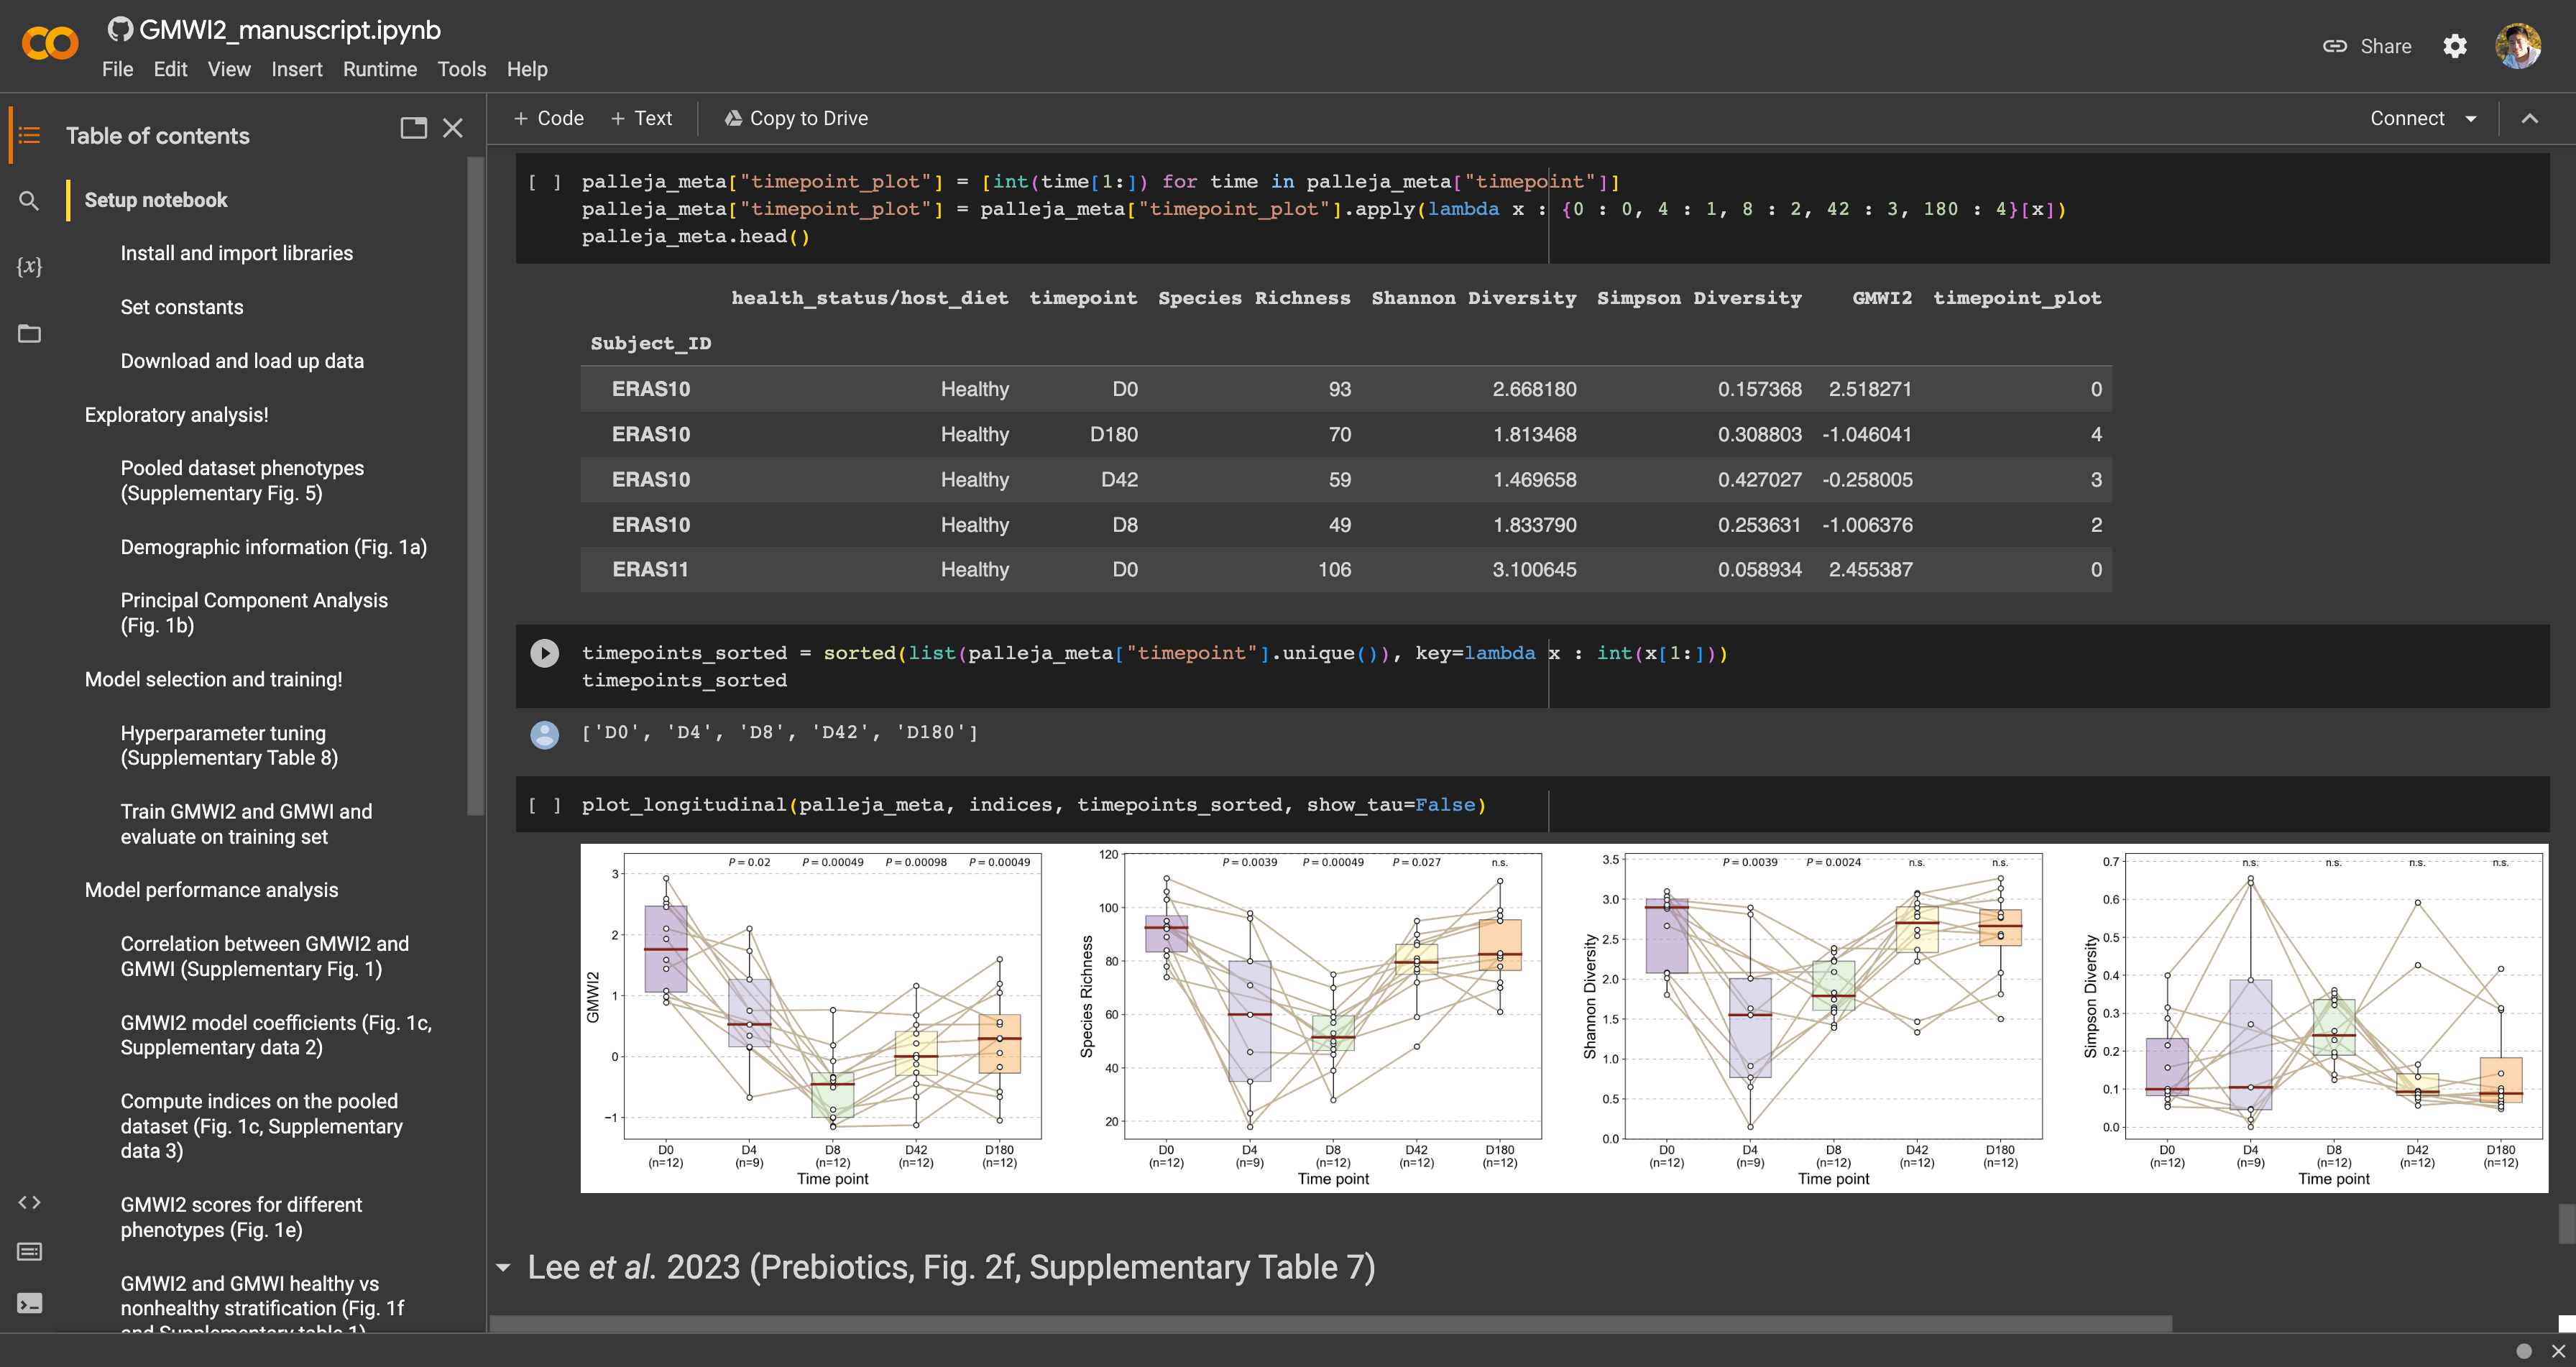 GMWI2_manuscript.ipynb
File Edit View Insert Runtime Tools Help
Share
Table of contents
Setup notebook
Install and import libraries
Set constants
Download and load up data
Exploratory analysis!
Pooled dataset phenotypes
(Supplementary Fig. 5)
Demographic information (Fig. 1a)
Principal Component Analysis
(Fig. 1b)
Model selection and training!
Hyperparameter tuning
(Supplementary Table 8)
Train GMWI2 and GMWI and
evaluate on training set
Model performance analysis
Correlation between GMWI2 and
GMWI (Supplementary Fig. 1)
GMWI2 model coefficients (Fig. 1c,
Supplementary data 2)
Compute indices on the pooled
dataset (Fig. 1c, Supplementary
data 3)
GMWI2 scores for different
phenotypes (Fig. 1e)
GMWI2 and GMWI healthy vs
nonhealthy stratification (Fig. 1f
and Supplementary table 1)
+ Code + Text Copy to Drive Connect
[ ] palleja_meta["timepoint_plot"] = [int(time[1:]) for time in palleja_meta["timepoint"]]
palleja_meta["timepoint_plot"] = palleja_meta["timepoint_plot"].apply(lambda x : {0 : 0, 4 : 1, 8 : 2, 42 : 3, 180 : 4}[x])
palleja_meta.head()
health_status/host_diet timepoint Species Richness Shannon Diversity Simpson Diversity GMWI2 timepoint_plot
Subject_ID
ERAS10 Healthy D0 93 2.668180 0.157368 2.518271 0
ERAS10 Healthy D180 70 1.813468 0.308803 -1.046041 4
ERAS10 Healthy D42 59 1.469658 0.427027 -0.258005 3
ERAS10 Healthy D8 49 1.833790 0.253631 -1.006376 2
ERAS11 Healthy D0 106 3.100645 0.058934 2.455387 0
timepoints_sorted = sorted(list(palleja_meta["timepoint"].unique()), key=lambda x : int(x[1:]))
timepoints_sorted
['D0', 'D4', 'D8', 'D42', 'D180']
[ ] plot_longitudinal(palleja_meta, indices, timepoints_sorted, show_tau=False)
P = 0.02 P = 0.00049 P = 0.00098 P = 0.00049
3
2
1
0
−1
GMWI2
D0 D4 D8 D42 D180
(n=12) (n=9) (n=12) (n=12) (n=12)
Time point
P = 0.0039 P = 0.00049 P = 0.027 n.s.
120
100
80
60
40
20
Species Richness
D0 D4 D8 D42 D180
(n=12) (n=9) (n=12) (n=12) (n=12)
Time point
P = 0.0039 P = 0.0024 n.s. n.s.
3.5
3.0
2.5
2.0
1.5
1.0
0.5
0.0
Shannon Diversity
D0 D4 D8 D42 D180
(n=12) (n=9) (n=12) (n=12) (n=12)
Time point
n.s. n.s. n.s. n.s.
0.7
0.6
0.5
0.4
0.3
0.2
0.1
0.0
Simpson Diversity
D0 D4 D8 D42 D180
(n=12) (n=9) (n=12) (n=12) (n=12)
Time point
Lee et al. 2023 (Prebiotics, Fig. 2f, Supplementary Table 7)